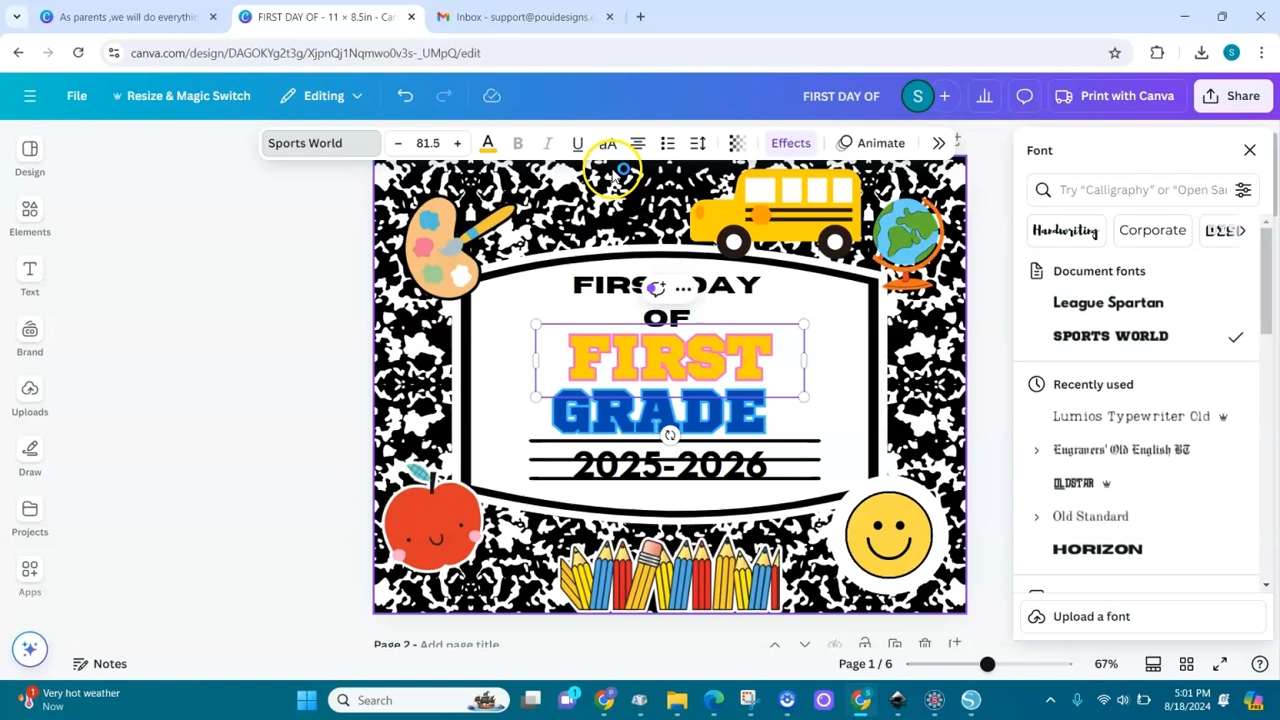 As parents ,we will do everythin
FIRST DAY OF - 11 × 8.5in - Ca
Inbox - support@pouidesigns.c
canva.com/design/DAGOKYg2t3g/XjpnQj1Nqmwo0v3s-_UMpQ/edit
File
Resize & Magic Switch
Editing
FIRST DAY OF
S
Print with Canva
Share
Sports World
81.5
A
B
I
U
aA
Effects
Animate
Font
Try “Calligraphy” or “Open Sa
Handwriting
Corporate
Document fonts
League Spartan
SPORTS WORLD
Recently used
Lumios Typewriter Old
Engravers' Old English BT
OLDSTAR
Old Standard
HORIZON
Upload a font
Design
Elements
Text
Brand
Uploads
Draw
Projects
Apps
FIRST DAY
OF
FIRST
GRADE
2025-2026
Page 2 - Add page title
Notes
Page 1 / 6
67%
Very hot weather
Now
Search
5:01 PM
8/18/2024